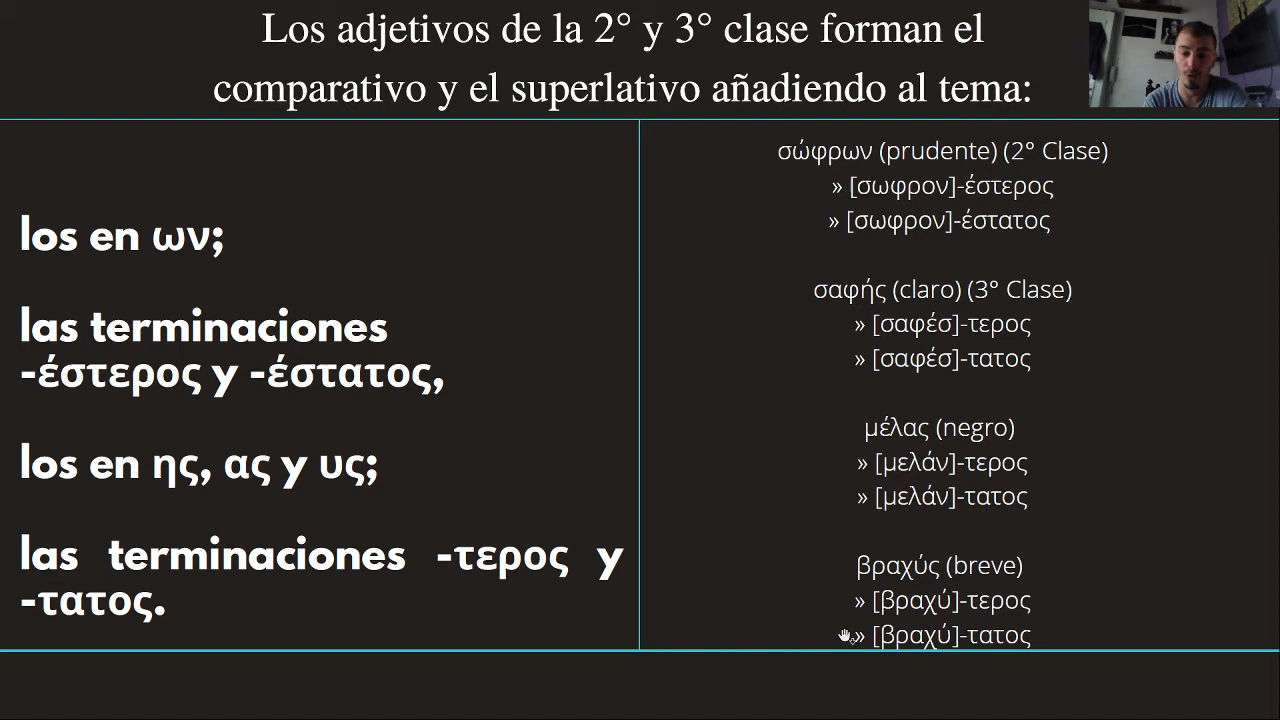 Los adjetivos de la 2° y 3° clase forman el
comparativo y el superlativo añadiendo al tema:
los en ων;
las terminaciones
-έστερος y -έστατος,
los en ης, ας y υς;
las terminaciones -τερος y
-τατος.
σώφρων (prudente) (2° Clase)
» [σωφρον]-έστερος
» [σωφρον]-έστατος
σαφής (claro) (3° Clase)
» [σαφέσ]-τερος
» [σαφέσ]-τατος
μέλας (negro)
» [μελάν]-τερος
» [μελάν]-τατος
βραχύς (breve)
» [βραχύ]-τερος
» [βραχύ]-τατος